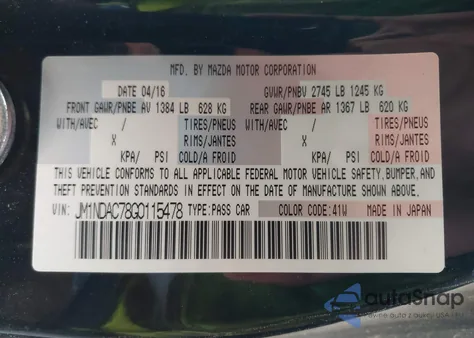 MFD. BY MAZDA MOTOR CORPORATION
DATE 04/16 GVWR/PNBV 2745 LB 1245 KG
FRONT GAWR/PNBE AV 1384 LB 628 KG REAR GAWR/PNBE AR 1367 LB 620 KG
WITH/AVEC / TIRES/PNEUS WITH/AVEC / TIRES/PNEUS
X RIMS/JANTES X RIMS/JANTES
KPA/ PSI COLD/A FROID KPA/ PSI COLD/A FROID
THIS VEHICLE CONFORMS TO ALL APPLICABLE FEDERAL MOTOR VEHICLE SAFETY, BUMPER, AND
THEFT PREVENTION STANDARDS IN EFFECT ON THE DATE OF MANUFACTURE SHOWN ABOVE.
VIN: JM1NDAC78G0115478 TYPE: PASS CAR COLOR CODE: 41W MADE IN JAPAN
autoSnap